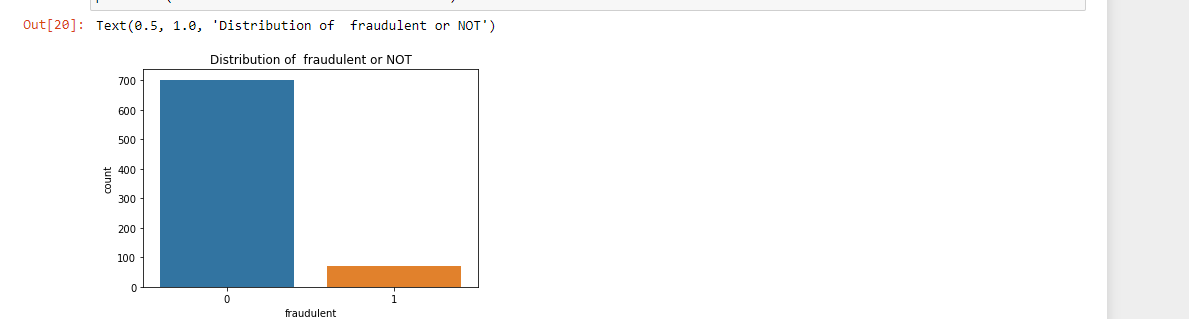 Out[20]: Text(0.5, 1.0, 'Distribution of  fraudulent or NOT')
Distribution of  fraudulent or NOT
700
600
500
400
300
200
100
0
count
0 1
fraudulent